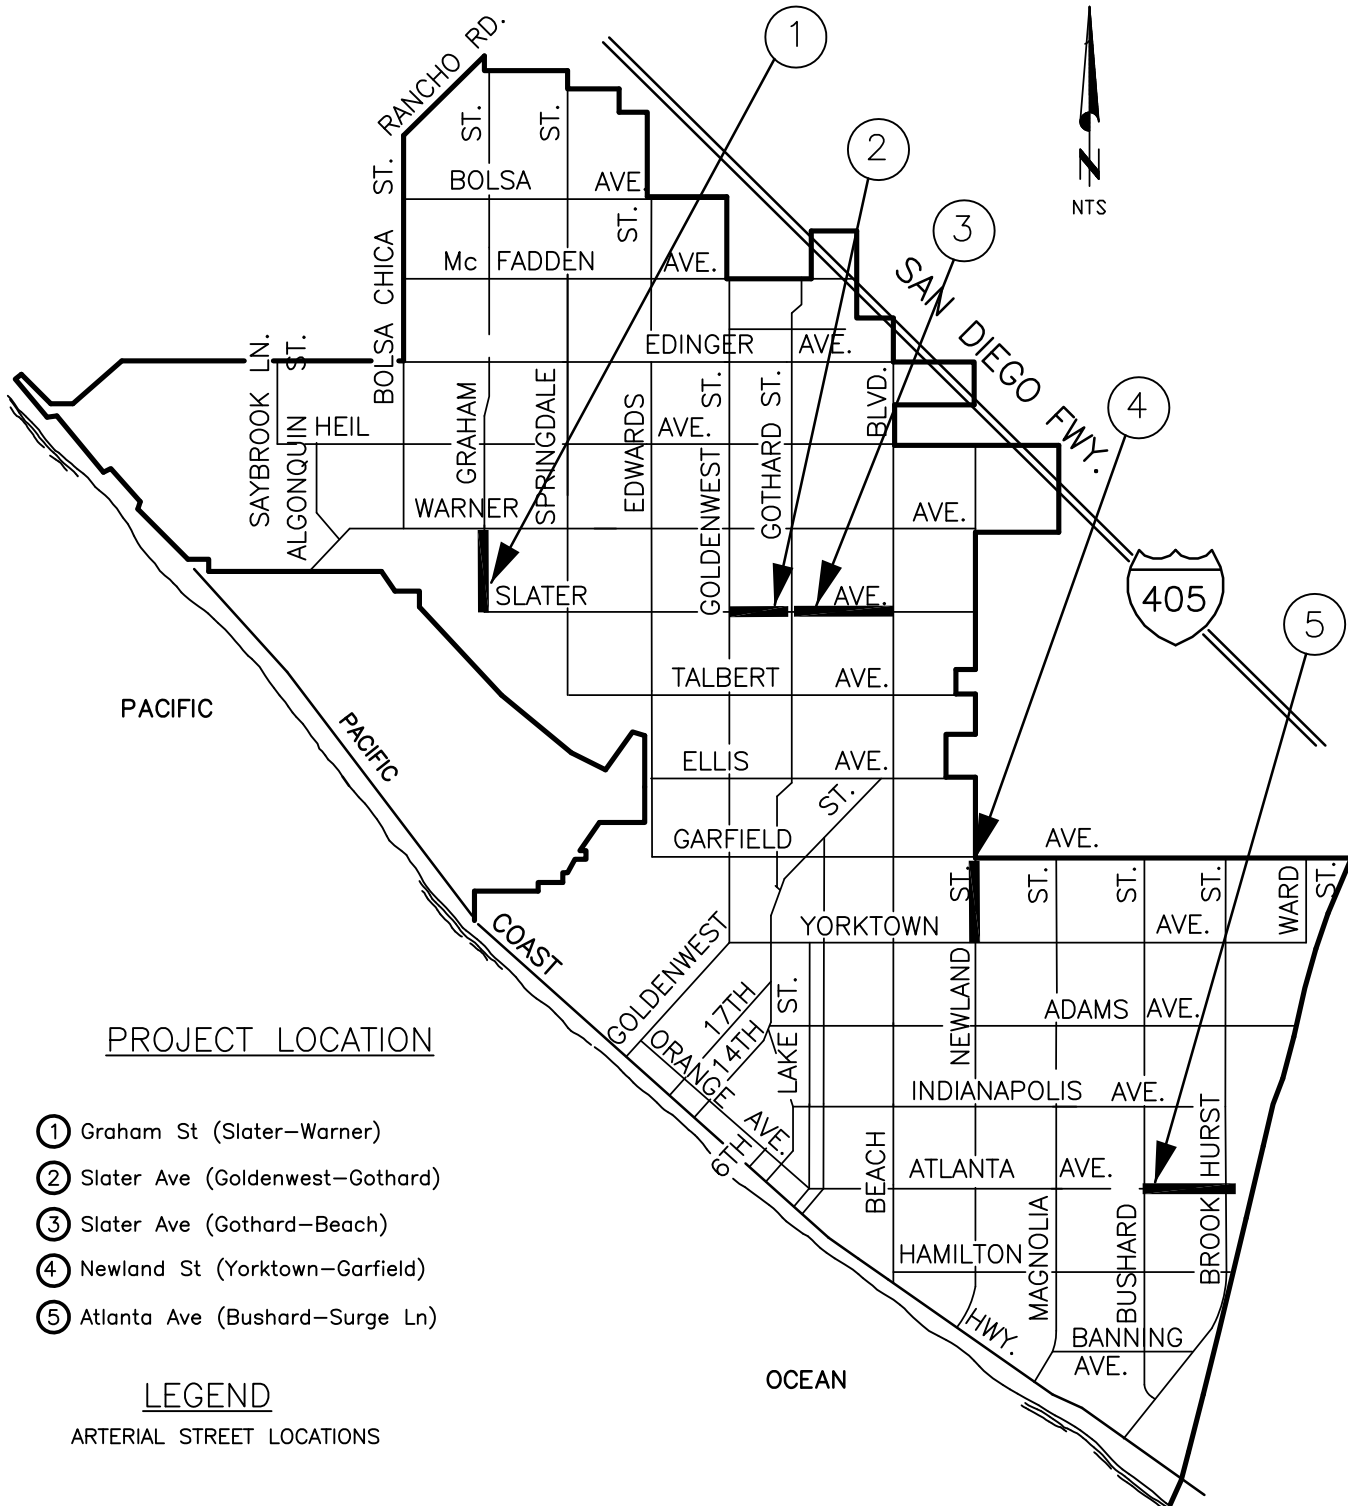 1
2
3
4
5
N
NTS
RANCHO RD.
ST.
ST.
BOLSA AVE.
ST.
Mc FADDEN AVE.
BOLSA CHICA ST.
SAN DIEGO FWY.
405
EDINGER AVE.
SAYBROOK LN.
ALGONQUIN ST.
HEIL AVE.
GRAHAM
SPRINGDALE
EDWARDS
GOLDENWEST ST.
GOTHARD ST.
BLVD.
WARNER AVE.
SLATER AVE.
TALBERT AVE.
PACIFIC
PACIFIC
ELLIS AVE.
ST.
GARFIELD AVE.
ST.
ST.
ST.
ST.
WARD ST.
YORKTOWN AVE.
COAST
GOLDENWEST
17TH
14TH
ORANGE AVE.
6TH
LAKE ST.
NEWLAND
ADAMS AVE.
INDIANAPOLIS AVE.
BEACH
ATLANTA AVE.
MAGNOLIA
BUSHARD
BROOK HURST
HAMILTON
HWY.
BANNING
AVE.
OCEAN
PROJECT LOCATION
1 Graham St (Slater-Warner)
2 Slater Ave (Goldenwest-Gothard)
3 Slater Ave (Gothard-Beach)
4 Newland St (Yorktown-Garfield)
5 Atlanta Ave (Bushard-Surge Ln)
LEGEND
ARTERIAL STREET LOCATIONS